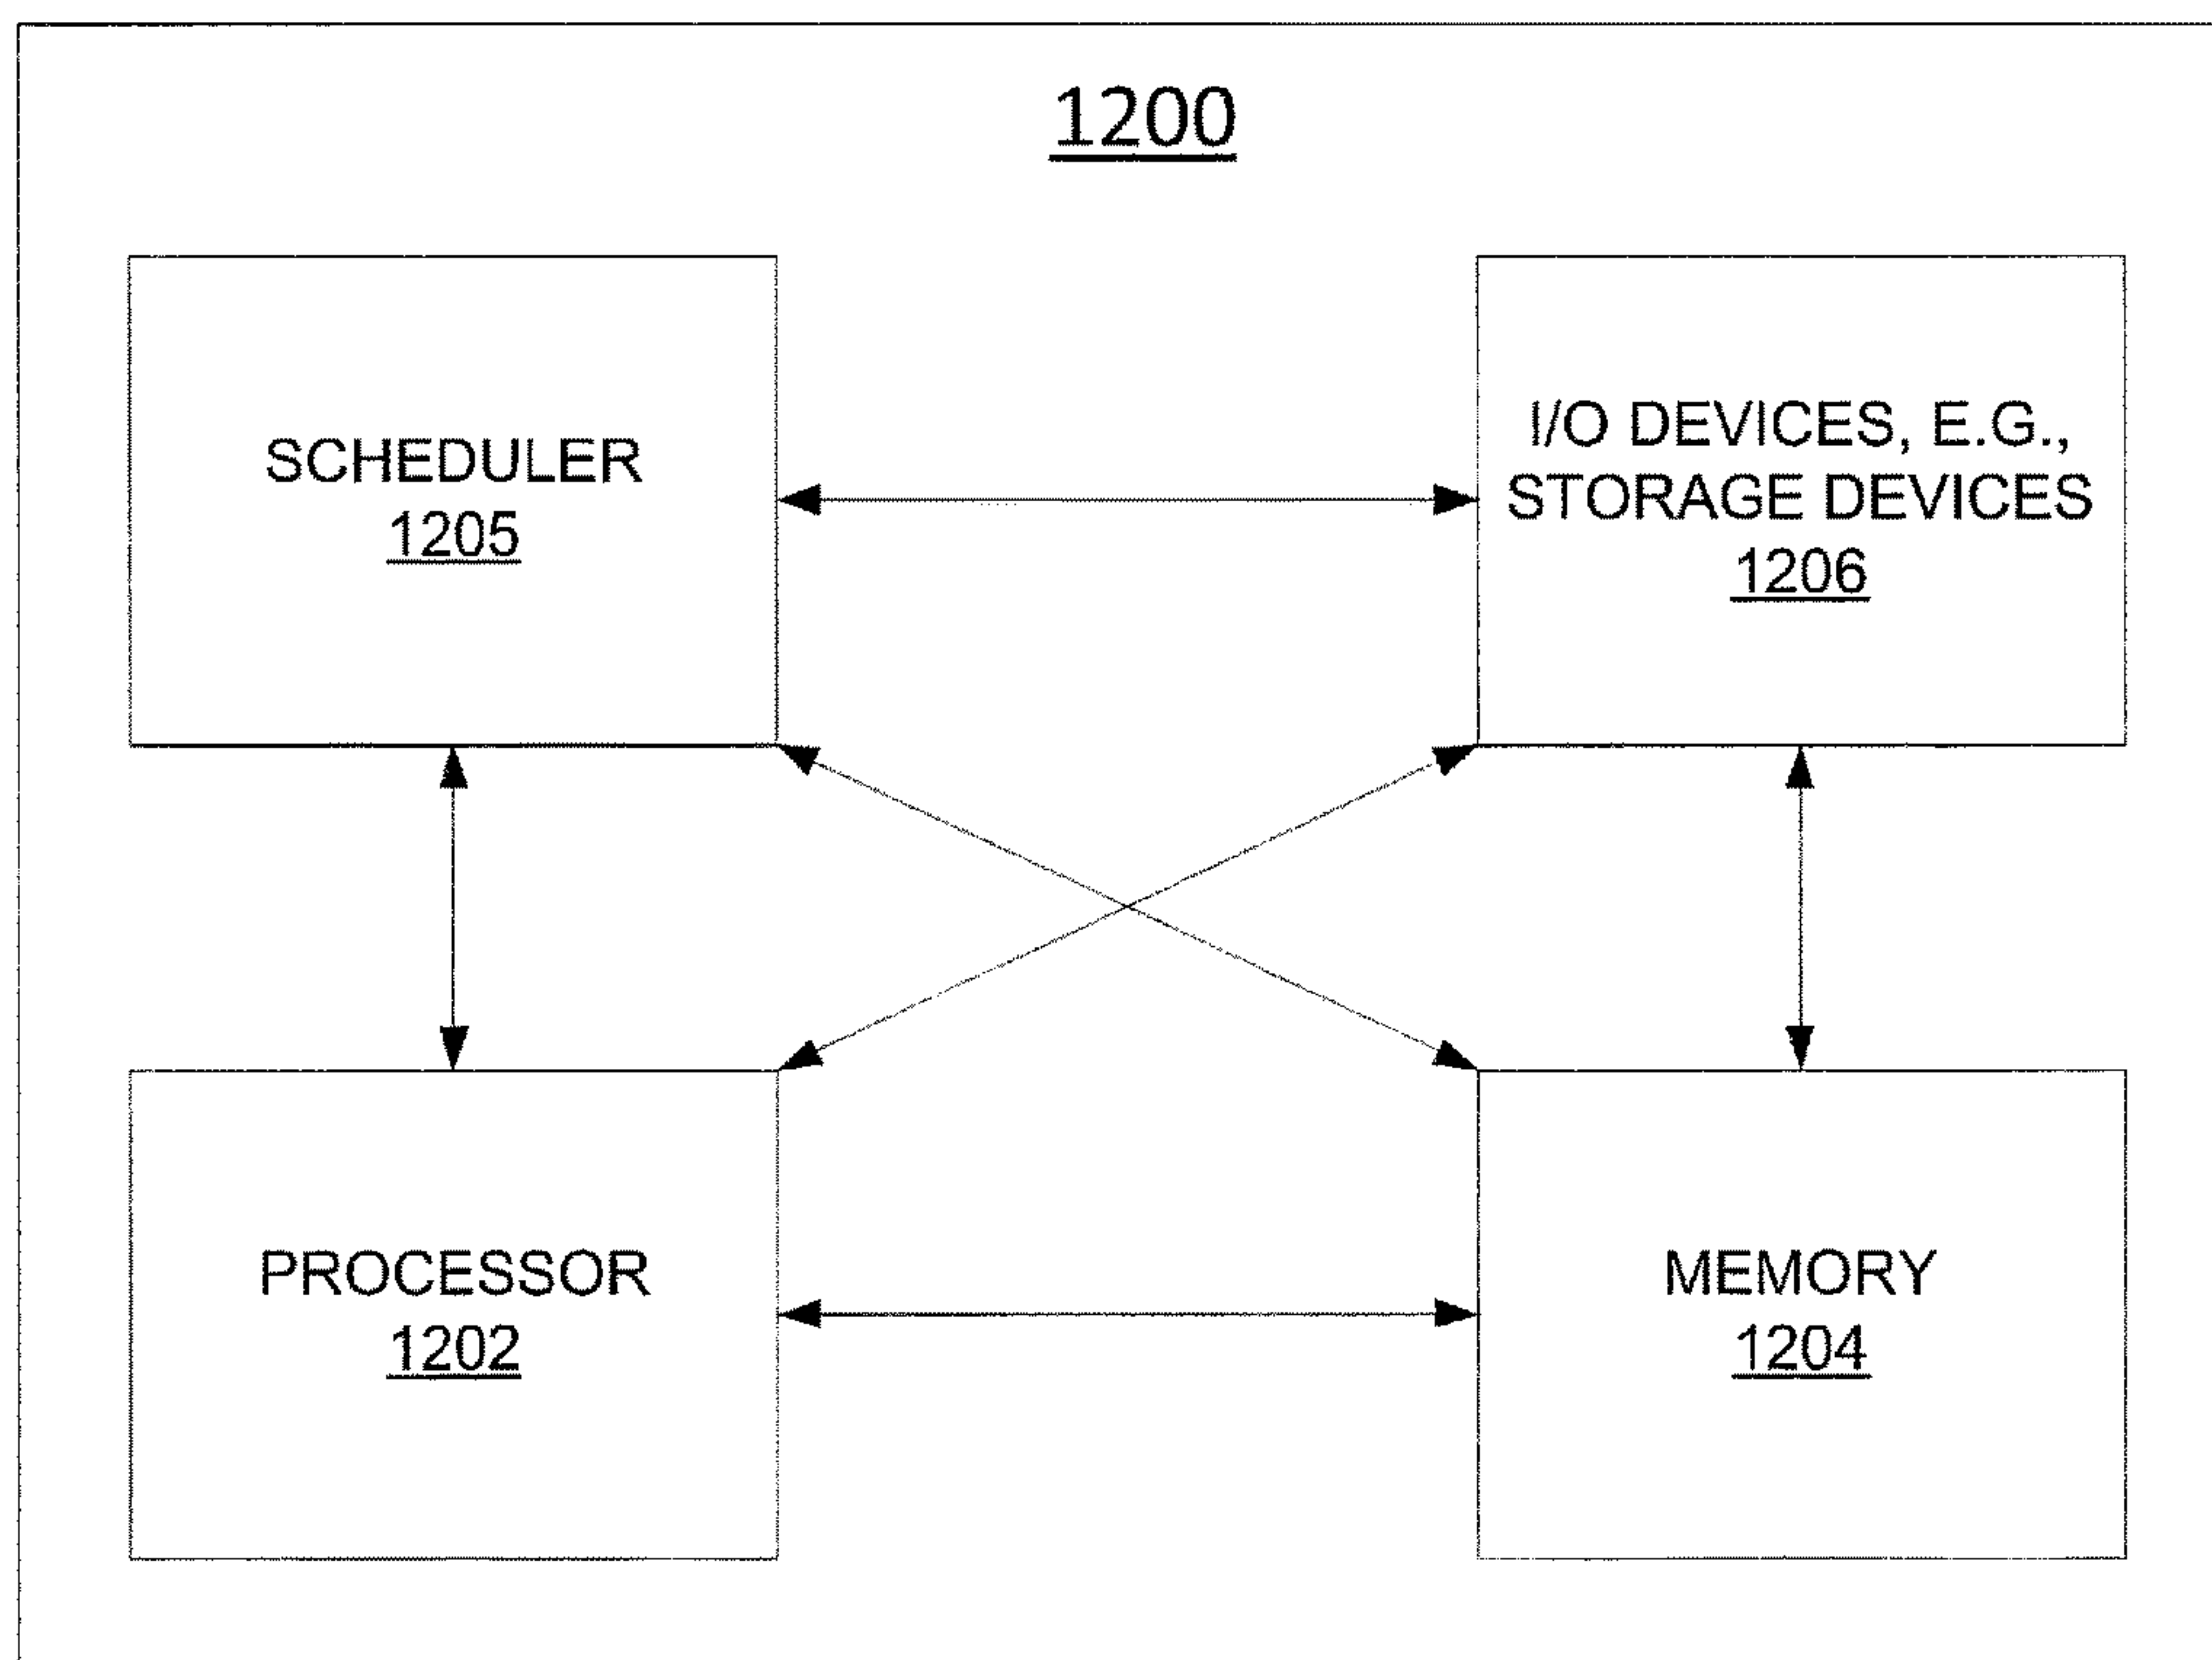 1200
SCHEDULER
1205
I/O DEVICES, E.G.,
STORAGE DEVICES
1206
PROCESSOR
1202
MEMORY
1204